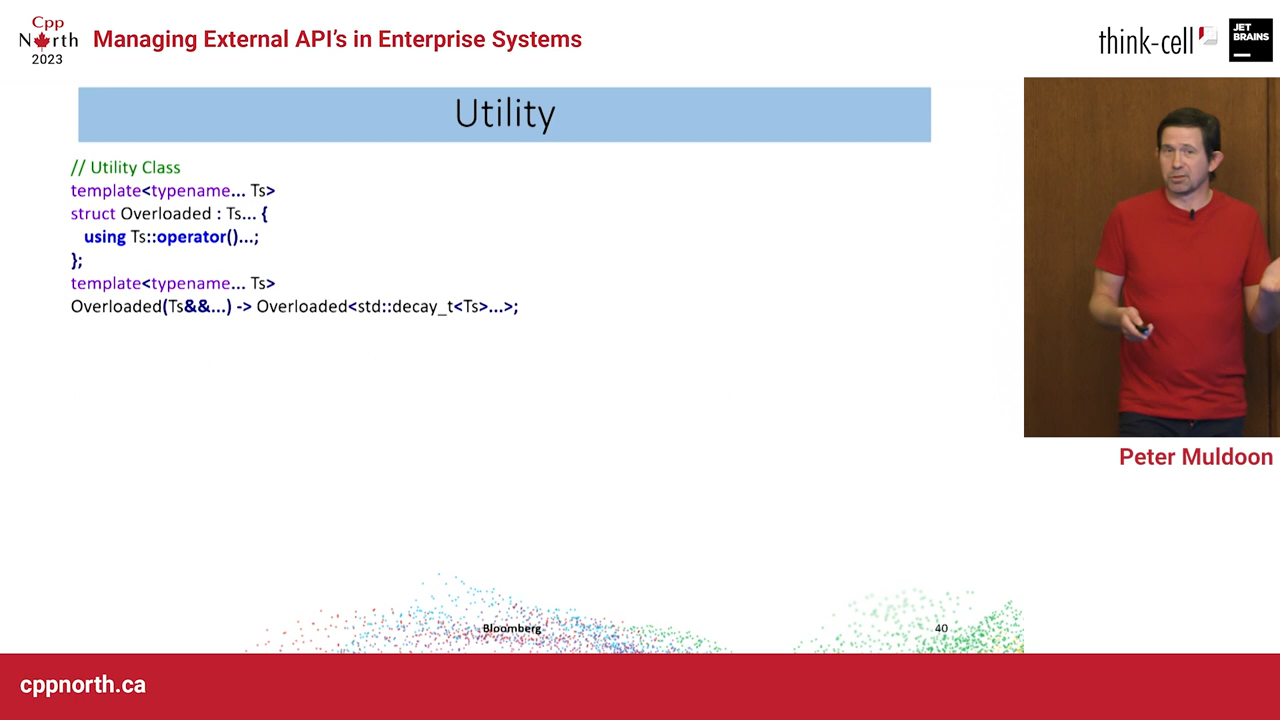 Cpp
North
2023
Managing External API's in Enterprise Systems
think-cell
JET
BRAINS
Utility
// Utility Class
template<typename... Ts>
struct Overloaded : Ts... {
using Ts::operator()...;
};
template<typename... Ts>
Overloaded(Ts&&...) -> Overloaded<std::decay_t<Ts>...>;
Peter Muldoon
Bloomberg
40
cppnorth.ca